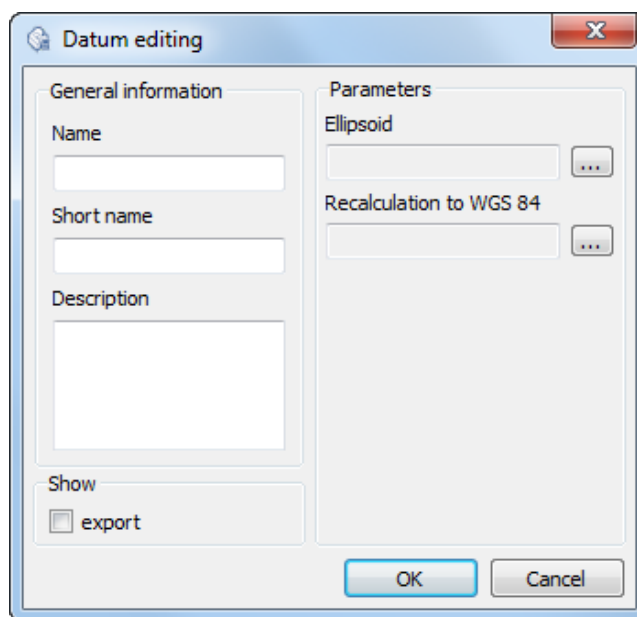 Datum editing
General information
Name
Short name
Description
Show
export
Parameters
Ellipsoid
...
Recalculation to WGS 84
...
OK
Cancel